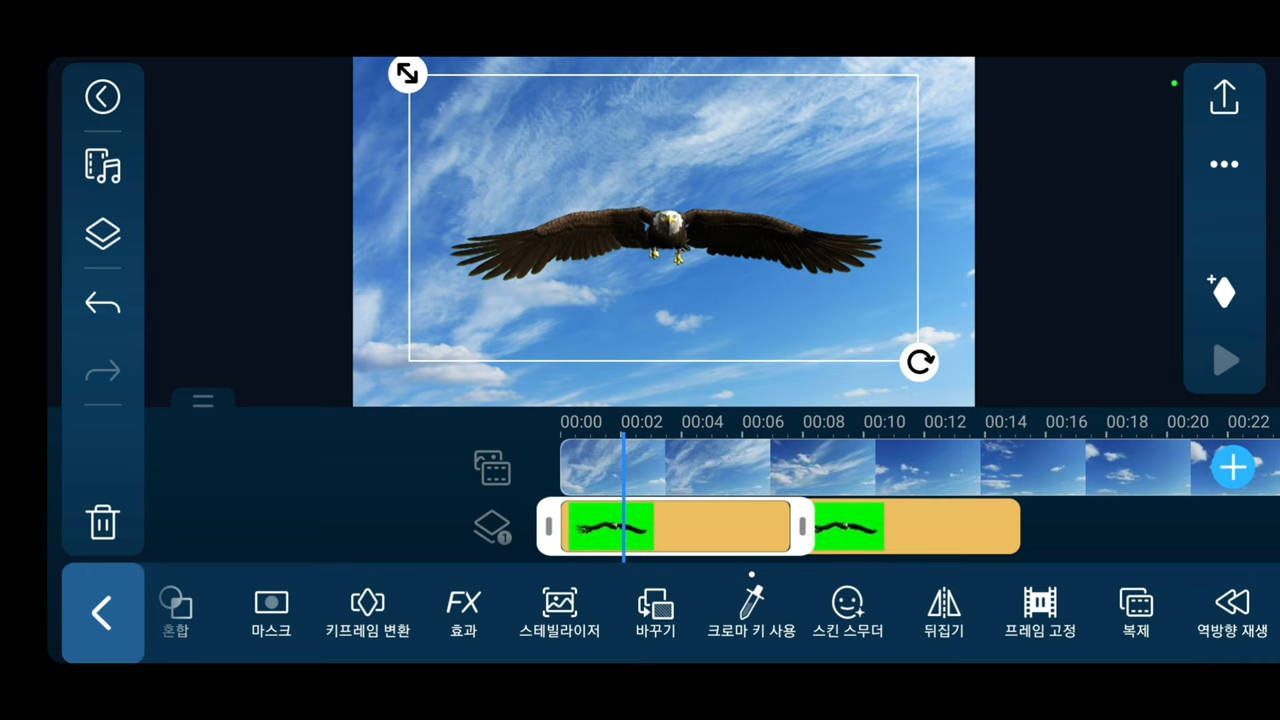 00:00 00:02 00:04 00:06 00:08 00:10 00:12 00:14 00:16 00:18 00:20 00:22
1
FX
혼합 마스크 키프레임 변환 효과 스테빌라이저 바꾸기 크로마 키 사용 스킨 스무더 뒤집기 프레임 고정 복제 역방향 재생